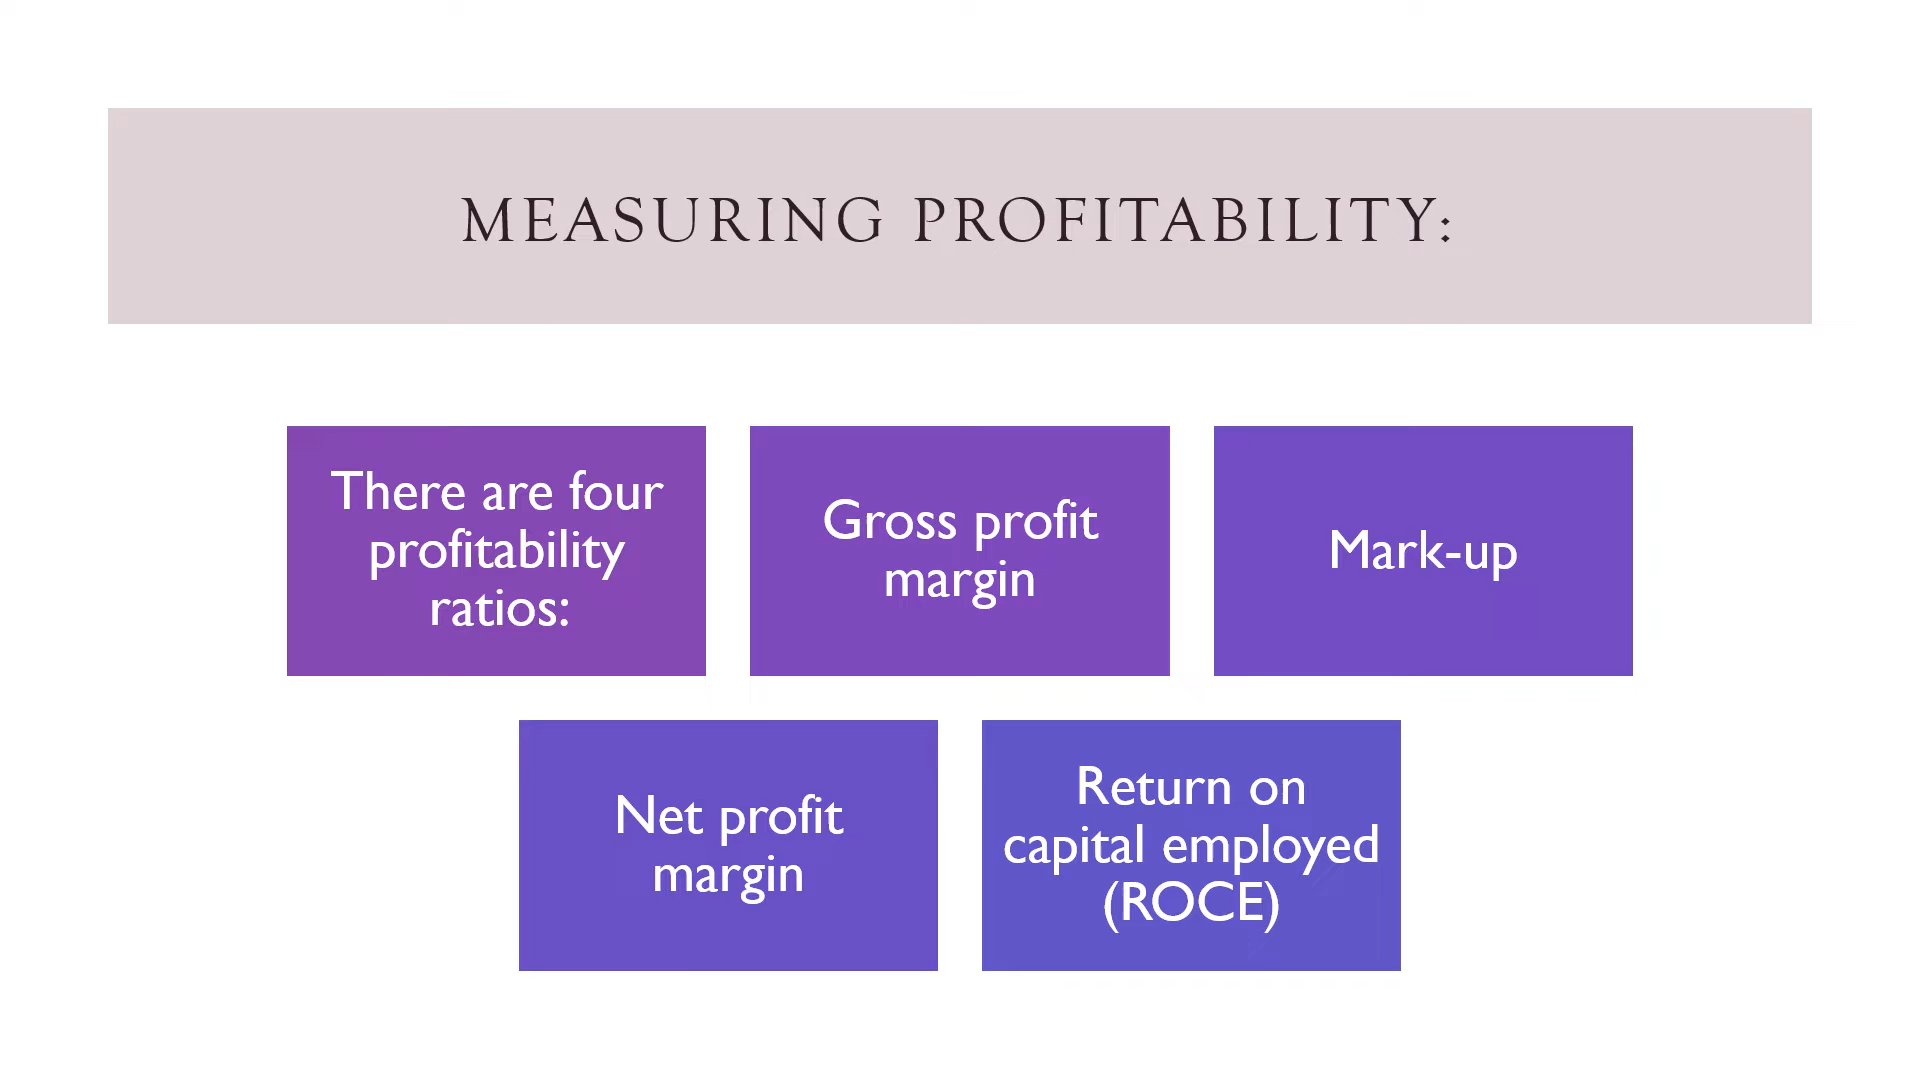 MEASURING PROFITABILITY:
There are four
profitability
ratios:
Gross profit
margin
Mark-up
Net profit
margin
Return on
capital employed
(ROCE)